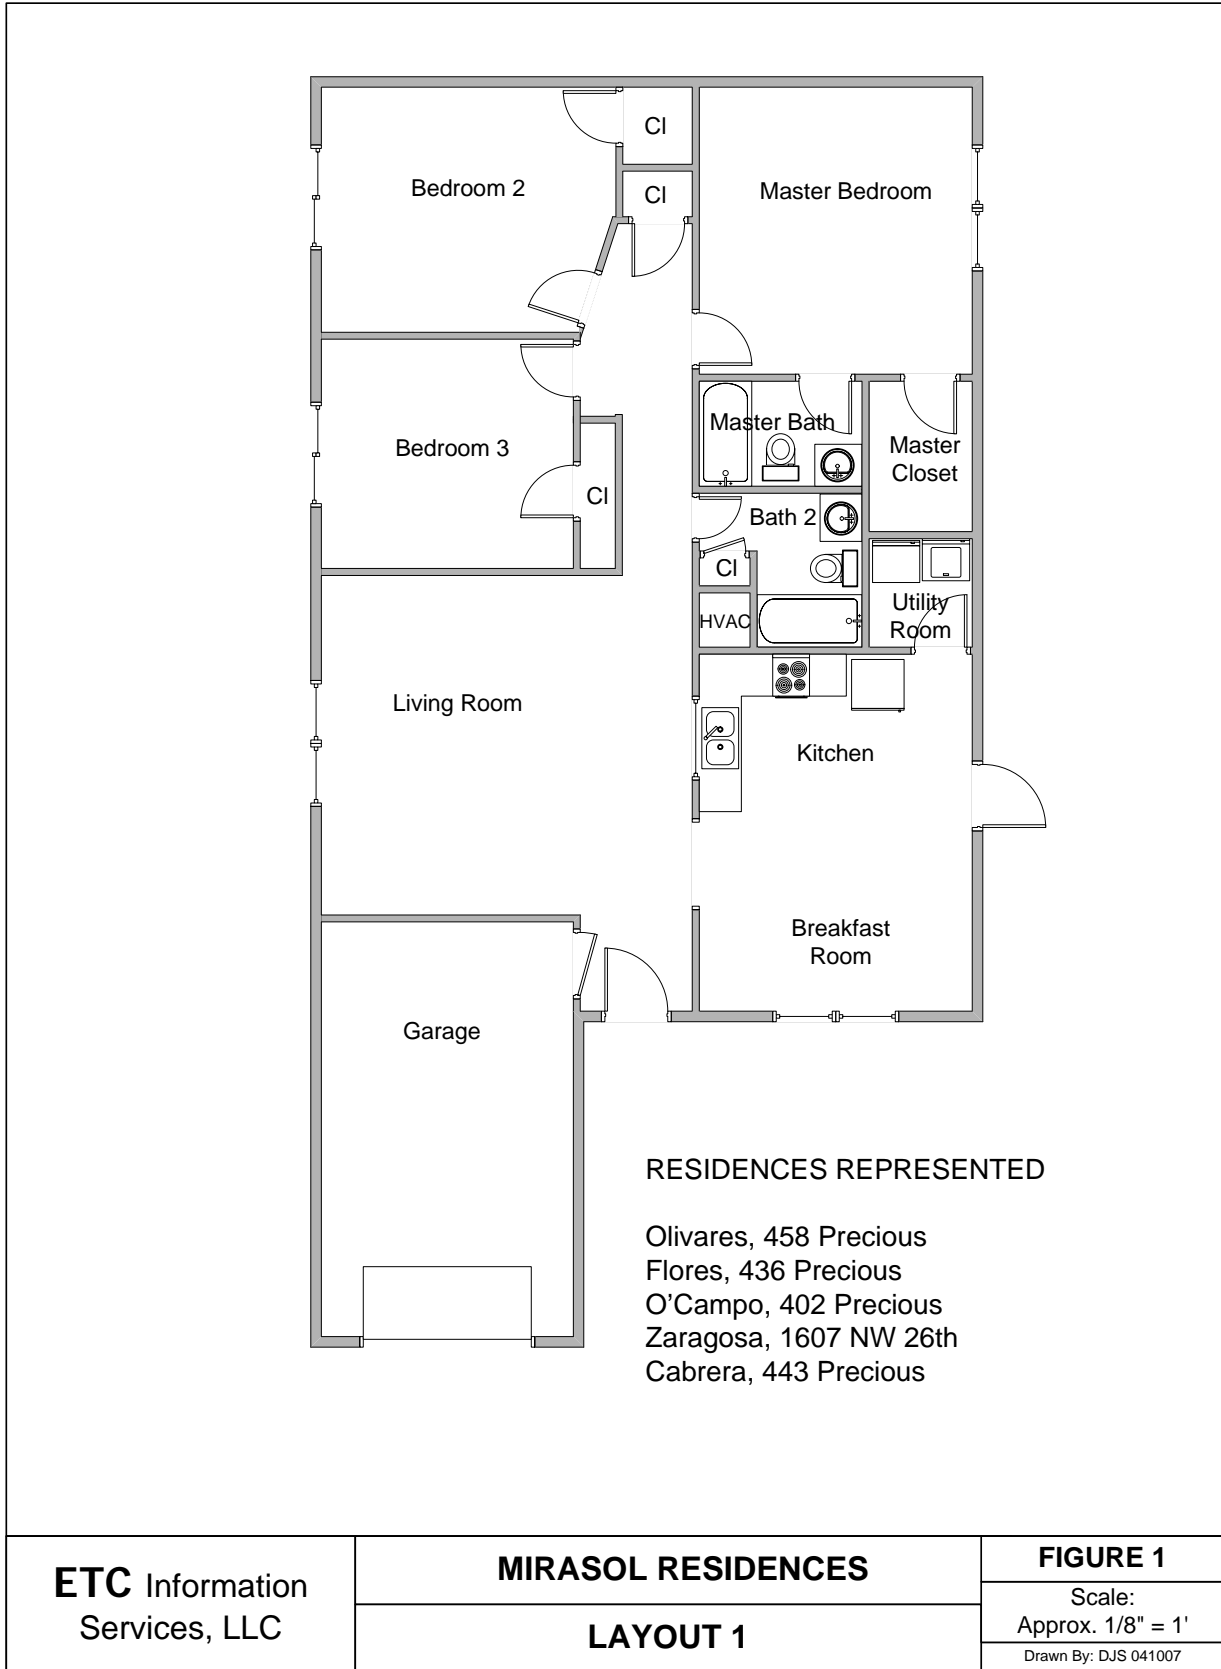 Cl
Bedroom 2
Master Bedroom
Cl
Master Bath
Bedroom 3
Master
Closet
Cl
Bath 2
Cl
Utility
Room
HVAC
Living Room
Kitchen
Breakfast
Room
Garage
RESIDENCES REPRESENTED
Olivares, 458 Precious
Flores, 436 Precious
O’Campo, 402 Precious
Zaragosa, 1607 NW 26th
Cabrera, 443 Precious
ETC Information
Services, LLC
MIRASOL RESIDENCES
LAYOUT 1
FIGURE 1
Scale:
Approx. 1/8" = 1'
Drawn By: DJS 041007